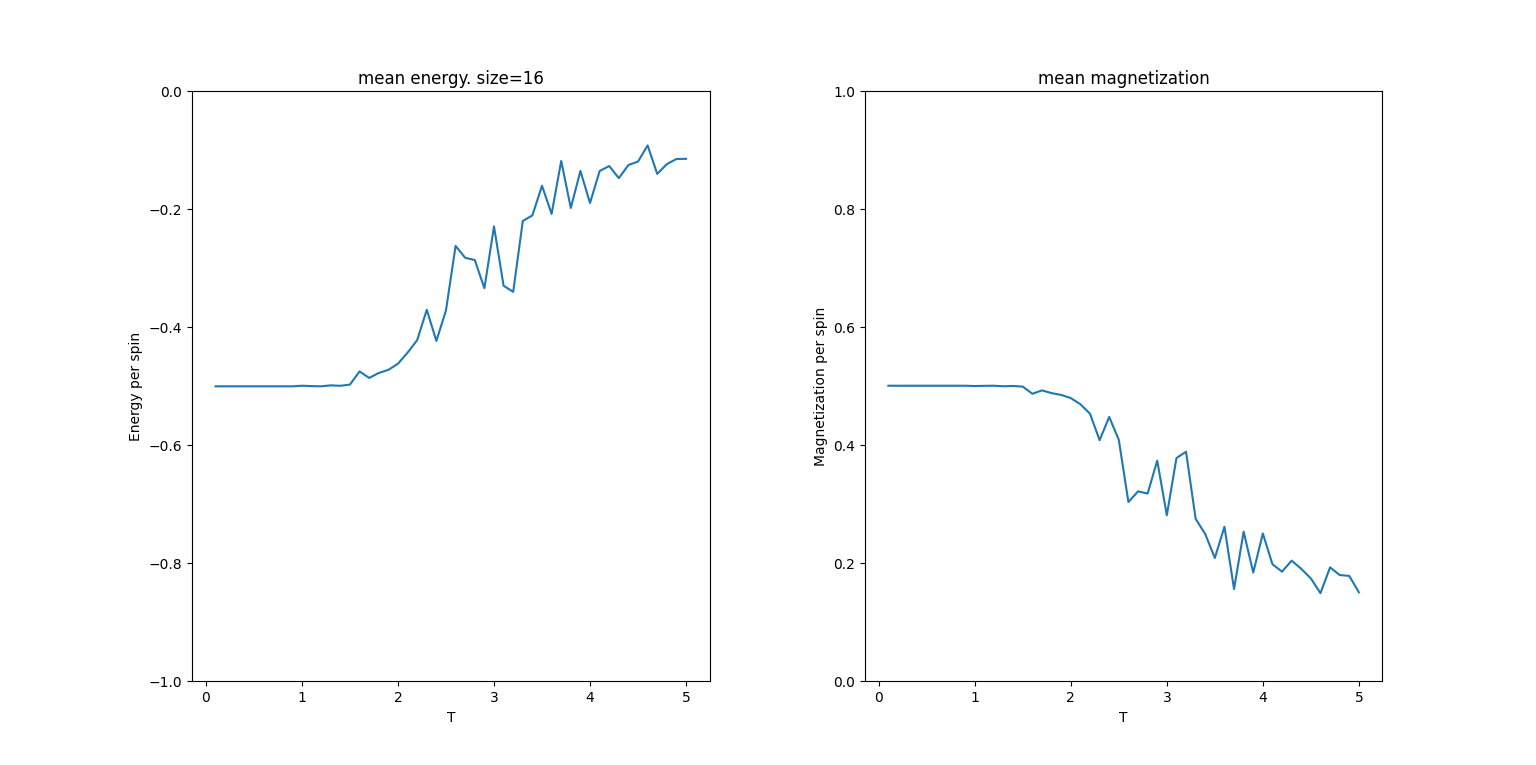 mean energy. size=16
Energy per spin
0.0
−0.2
−0.4
−0.6
−0.8
−1.0
0 1 2 3 4 5
T
mean magnetization
Magnetization per spin
1.0
0.8
0.6
0.4
0.2
0.0
0 1 2 3 4 5
T